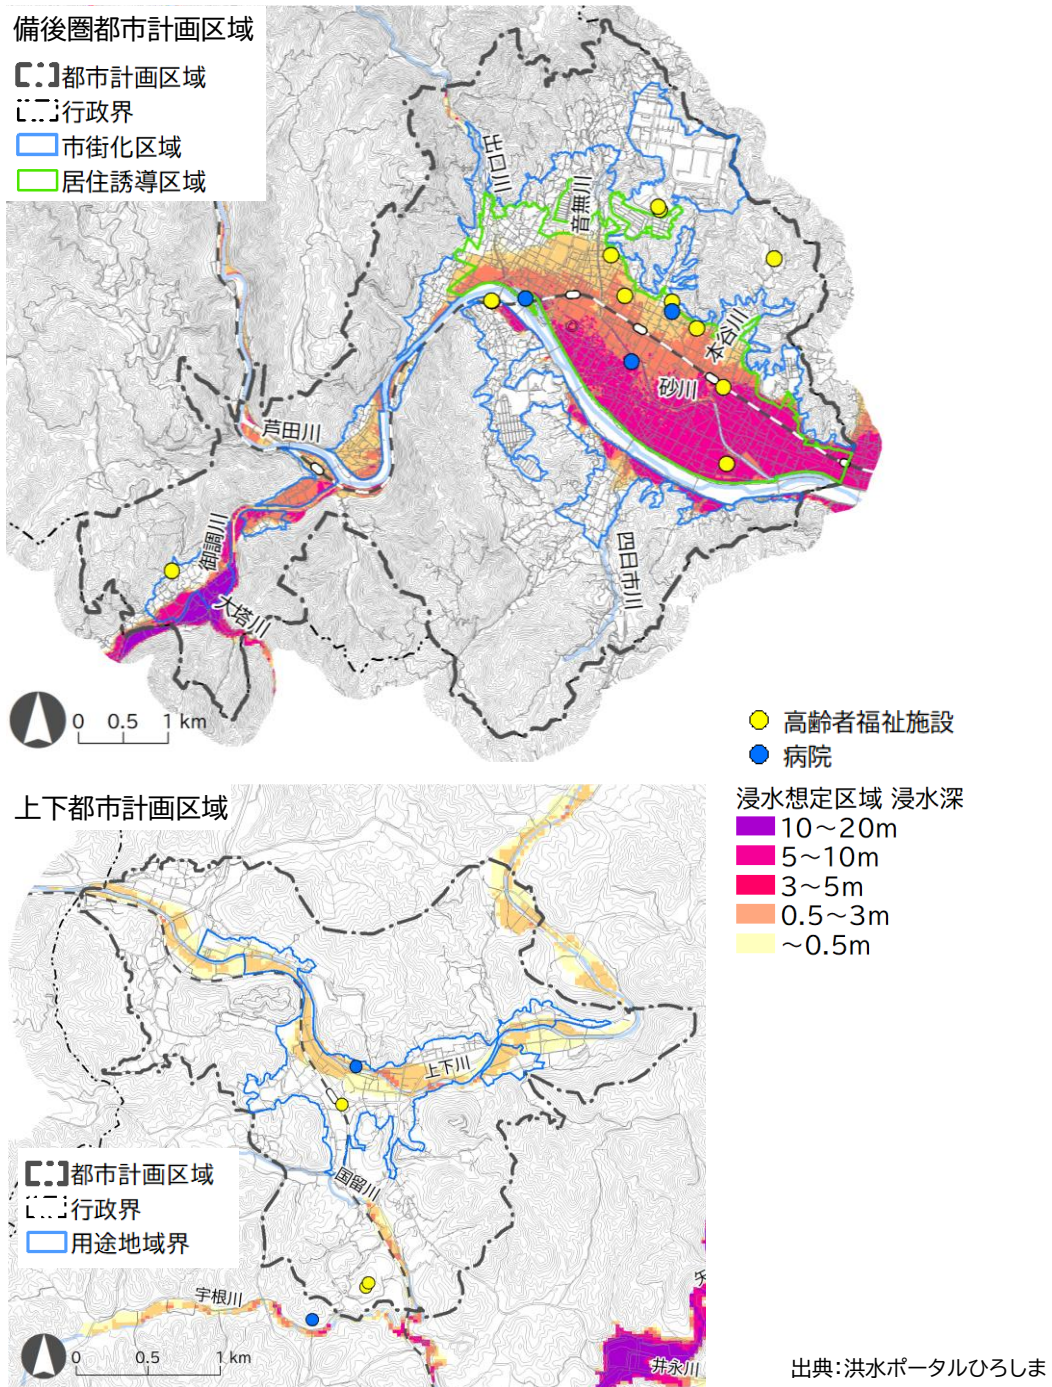 備後圏都市計画区域
都市計画区域
行政界
市街化区域
居住誘導区域
出口川
音無川
本谷川
砂川
芦田川
御調川
大塔川
四日市川
0 0.5 1 km
高齢者福祉施設
病院
浸水想定区域 浸水深
10～20m
5～10m
3～5m
0.5～3m
～0.5m
上下都市計画区域
上下川
都市計画区域
行政界
用途地域界
国留川
宇根川
井永川
0 0.5 1 km
出典:洪水ポータルひろしま